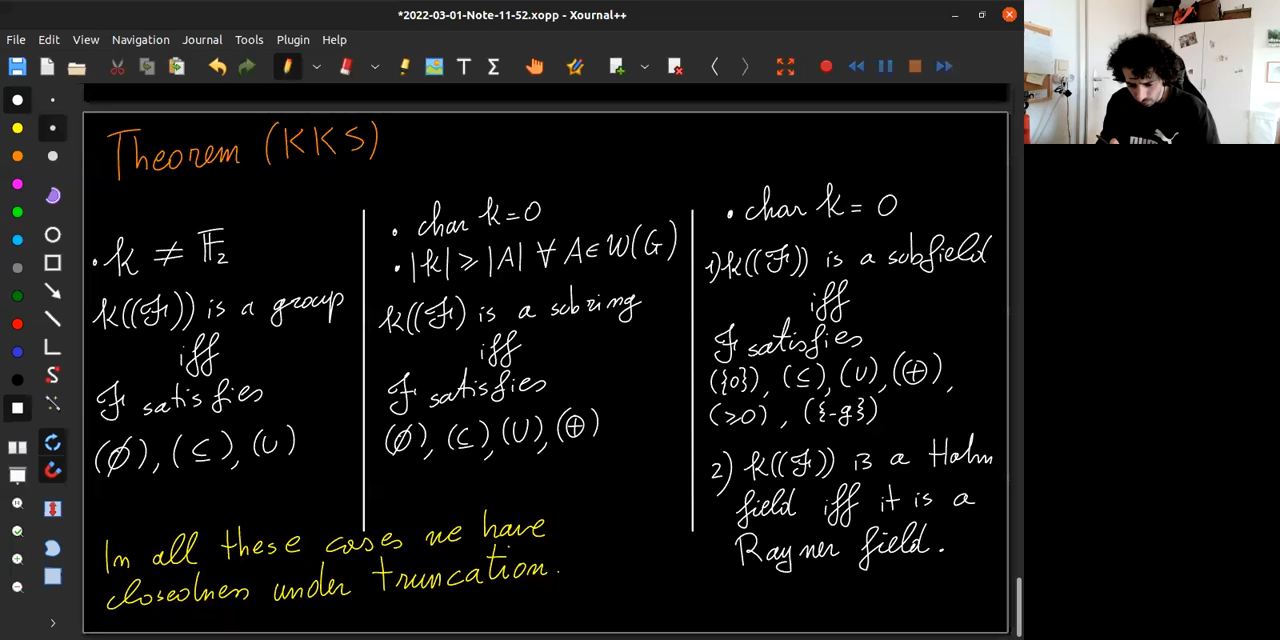 *2022-03-01-Note-11-52.xopp - Xournal++
File Edit View Navigation Journal Tools Plugin Help
Theorem (KKS)
• k ≠ 𝔽₂
k((ℱ)) is a group
iff
ℱ satisfies
(∅), (⊆), (∪)
• char k = 0
• |k| ⩾ |A| ∀ A ∈ W(G)
k((ℱ) is a subring
iff
ℱ satisfies
(∅), (⊆), (∪), (⊕)
• char k = 0
1) k((ℱ)) is a subfield
iff
ℱ satisfies
({0}), (⊆), (∪), (⊕),
(≥0), ({-g})
2) k((ℱ)) is a Hahn
field iff it is a
Rayner field.
In all these cases we have
closedness under truncation.